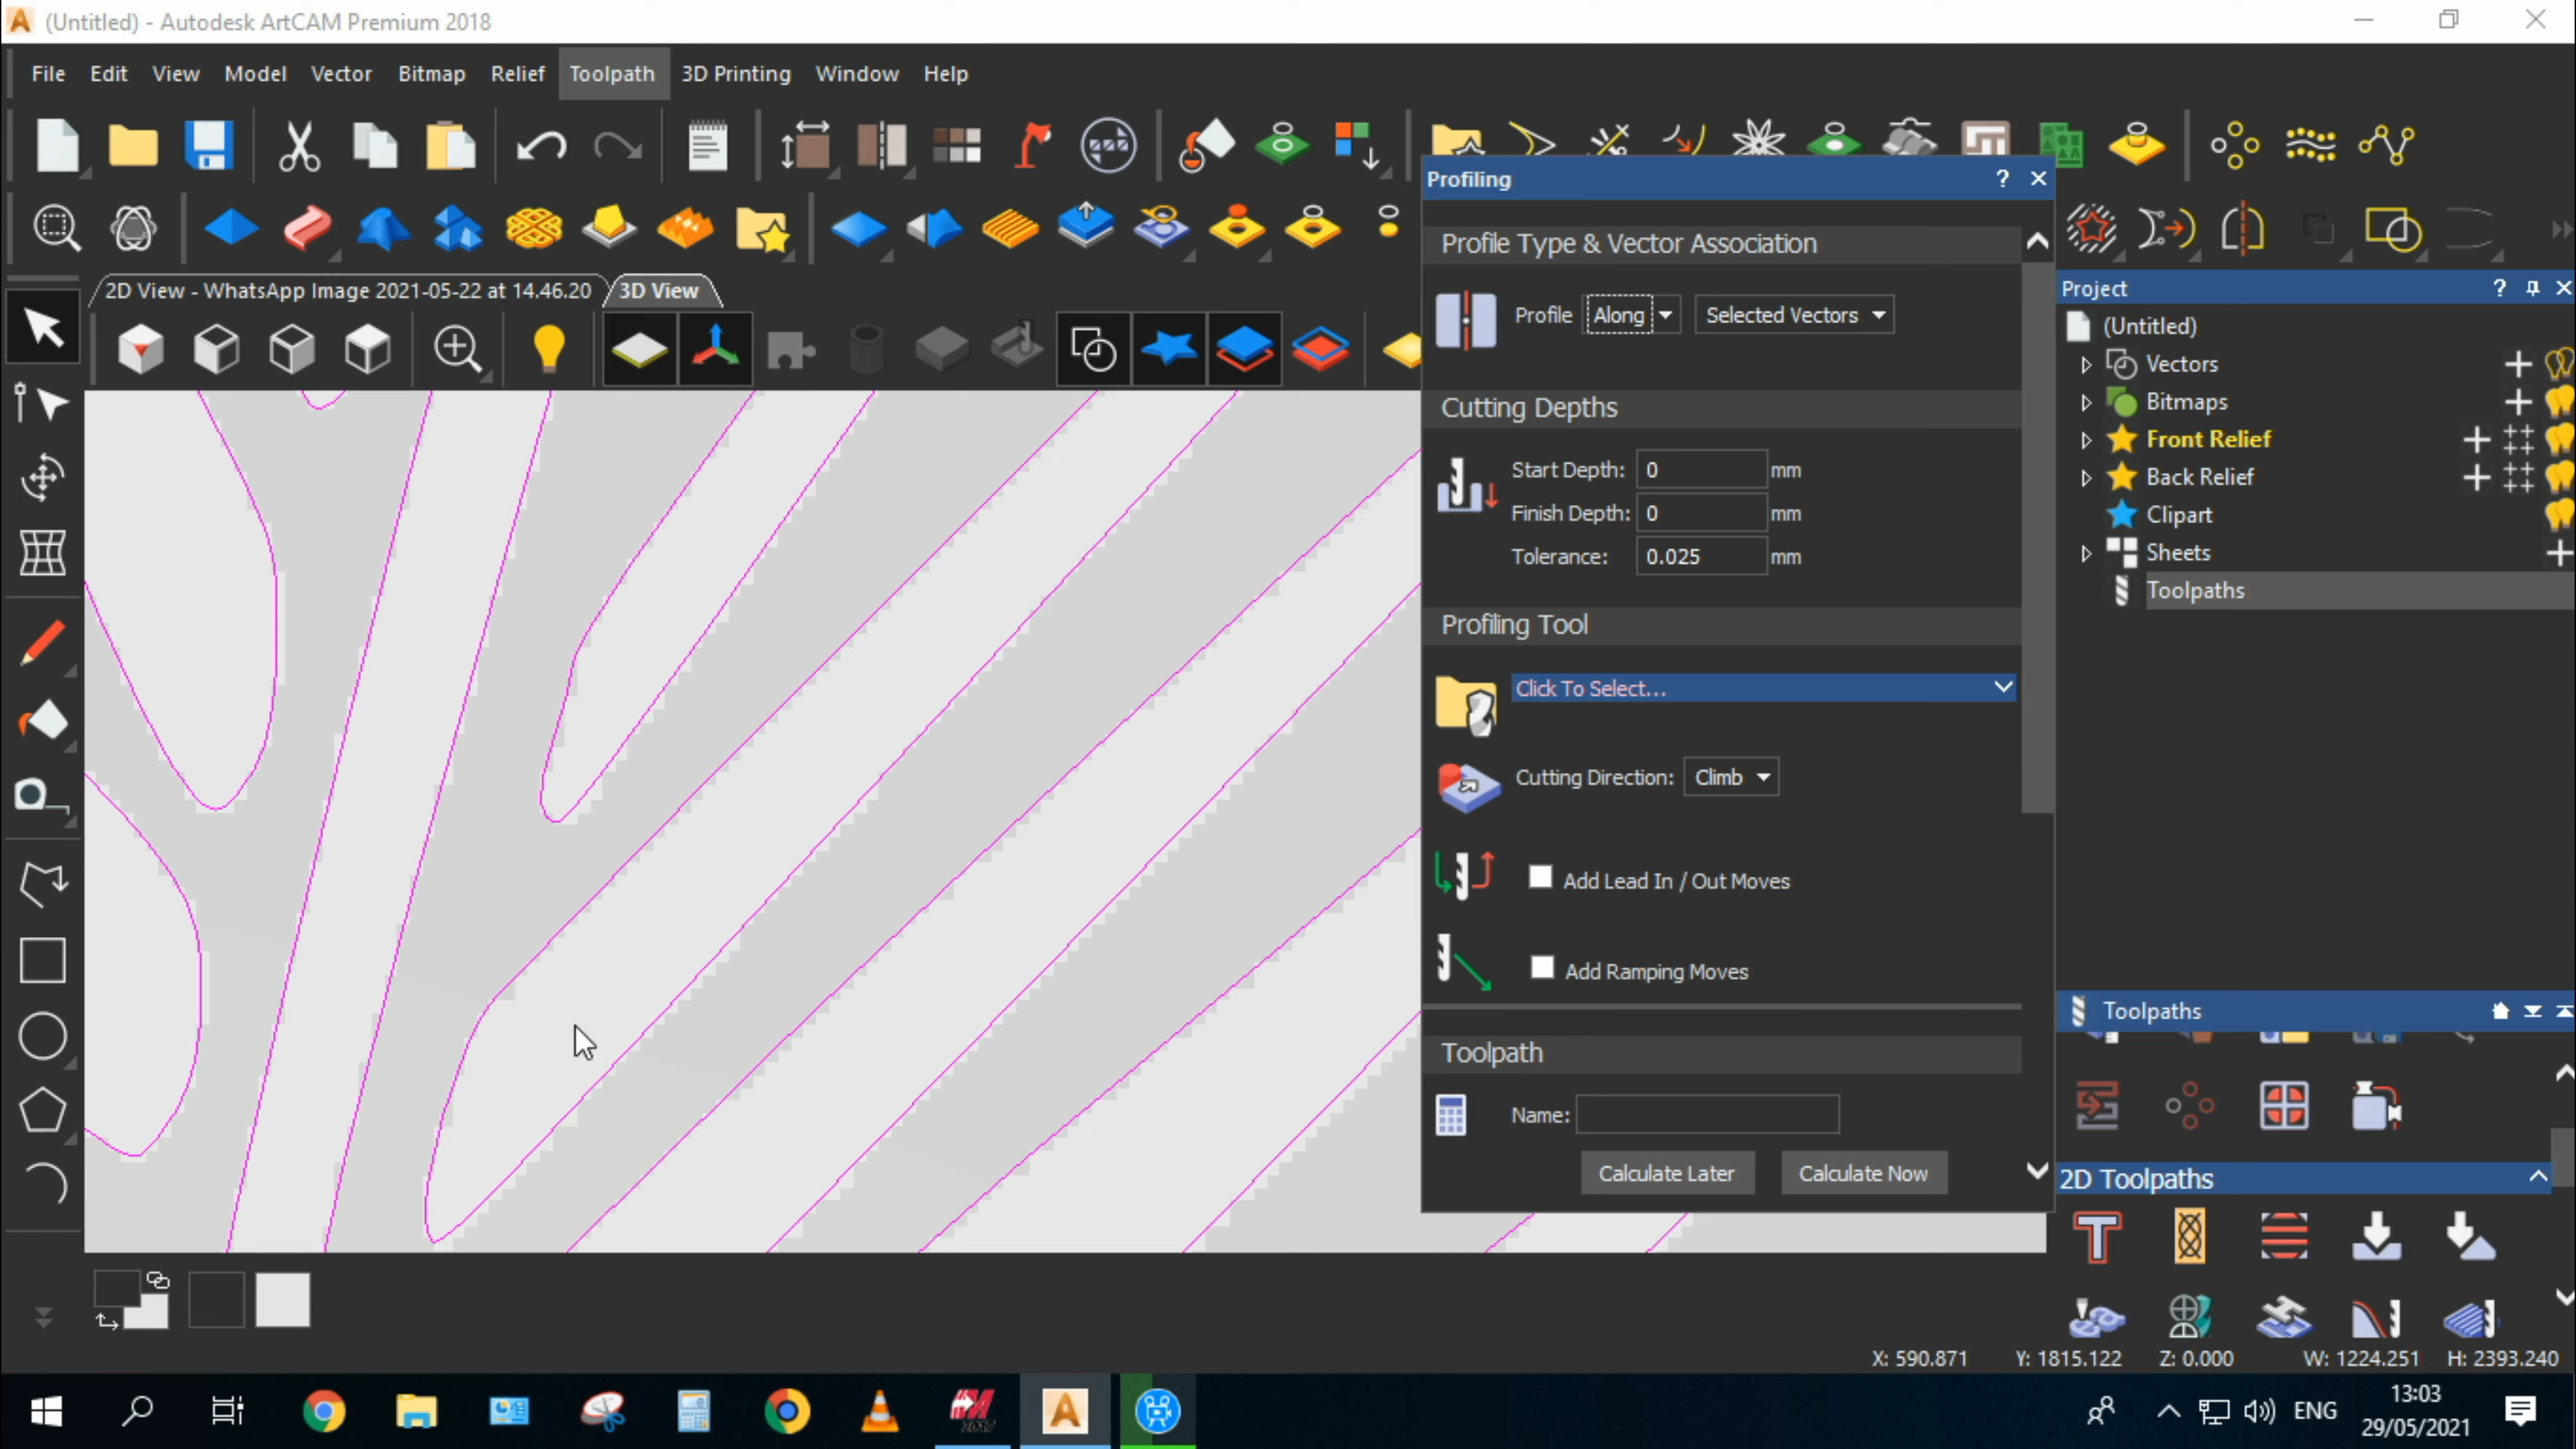 (Untitled) - Autodesk ArtCAM Premium 2018
File Edit View Model Vector Bitmap Relief Toolpath 3D Printing Window Help
2D View - WhatsApp Image 2021-05-22 at 14.46.20 3D View
Profiling ?
Profile Type & Vector Association
Profile Along Selected Vectors
Cutting Depths
Start Depth: 0 mm
Finish Depth: 0 mm
Tolerance: 0.025 mm
Profiling Tool
Click To Select...
Cutting Direction: Climb
Add Lead In / Out Moves
Add Ramping Moves
Toolpath
Name:
Calculate Later Calculate Now
Project ?
(Untitled)
Vectors
Bitmaps
Front Relief
Back Relief
Clipart
Sheets
Toolpaths
Toolpaths
2D Toolpaths
X: 590.871 Y: 1815.122 Z: 0.000 W: 1224.251 H: 2393.240
ENG
13:03
29/05/2021